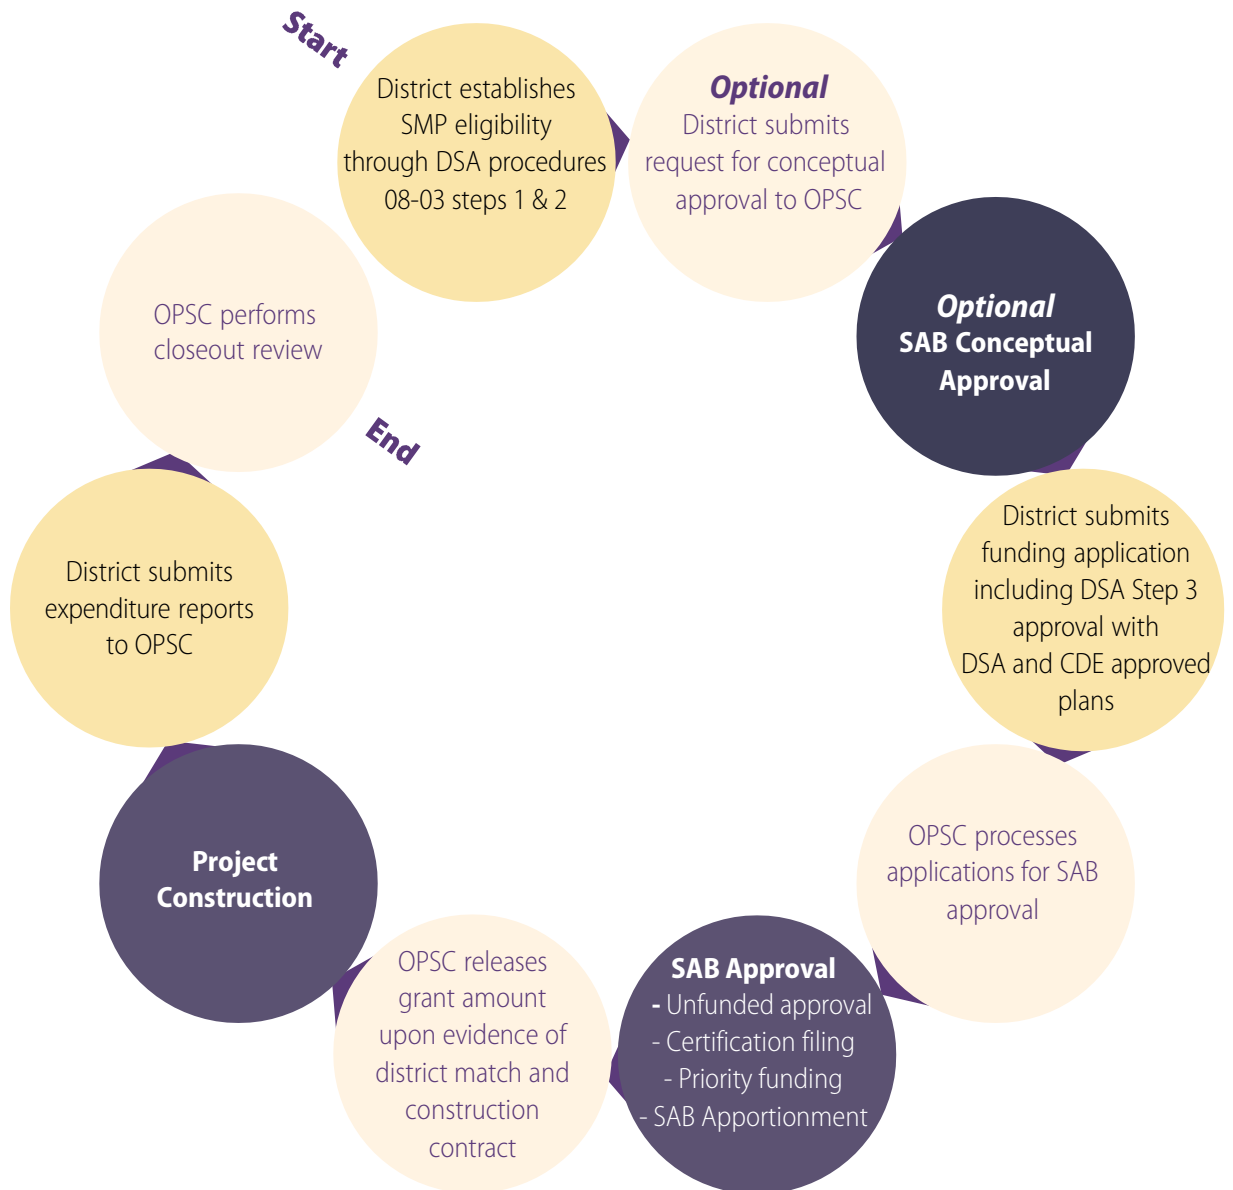 Start
District establishes
SMP eligibility
through DSA procedures
08-03 steps 1 & 2
Optional
District submits
request for conceptual
approval to OPSC
Optional
SAB Conceptual
Approval
District submits
funding application
including DSA Step 3
approval with
DSA and CDE approved
plans
OPSC processes
applications for SAB
approval
SAB Approval
- Unfunded approval
- Certification filing
- Priority funding
- SAB Apportionment
OPSC releases
grant amount
upon evidence of
district match and
construction
contract
Project
Construction
District submits
expenditure reports
to OPSC
OPSC performs
closeout review
End